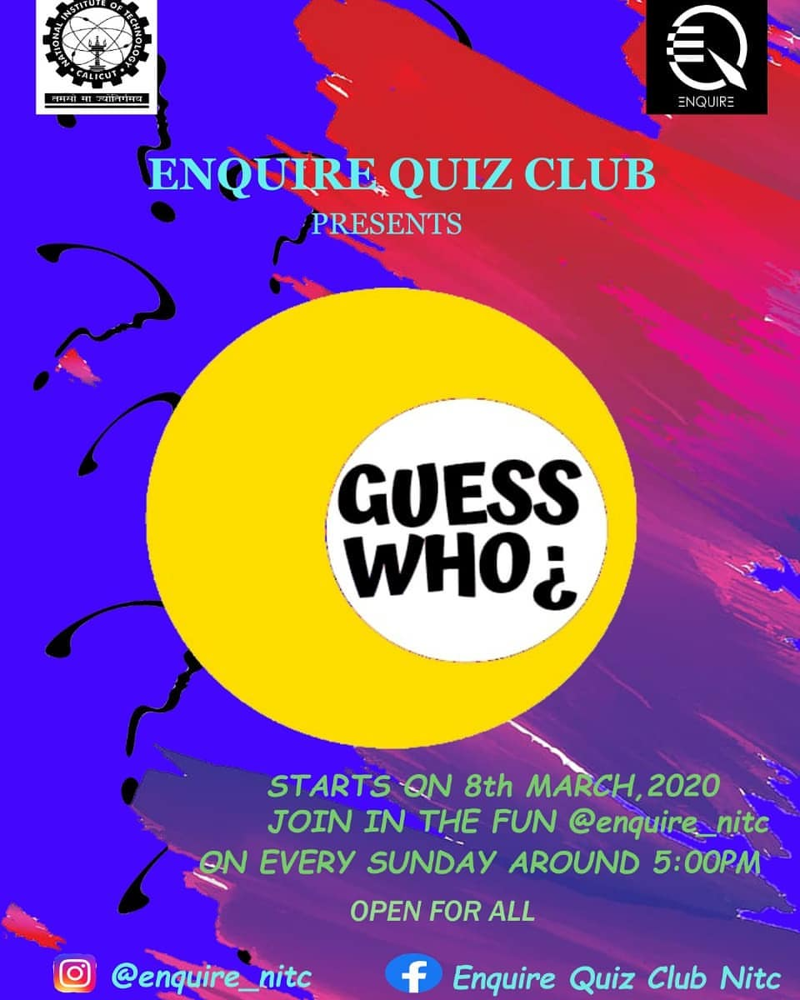 NATIONAL INSTITUTE OF TECHNOLOGY
CALICUT
तमसो मा ज्योतिर्गमय
ENQUIRE
ENQUIRE QUIZ CLUB
PRESENTS
GUESS
WHO¿
STARTS ON 8th MARCH,2020
JOIN IN THE FUN @enquire_nitc
ON EVERY SUNDAY AROUND 5:00PM
OPEN FOR ALL
@enquire_nitc
Enquire Quiz Club Nitc